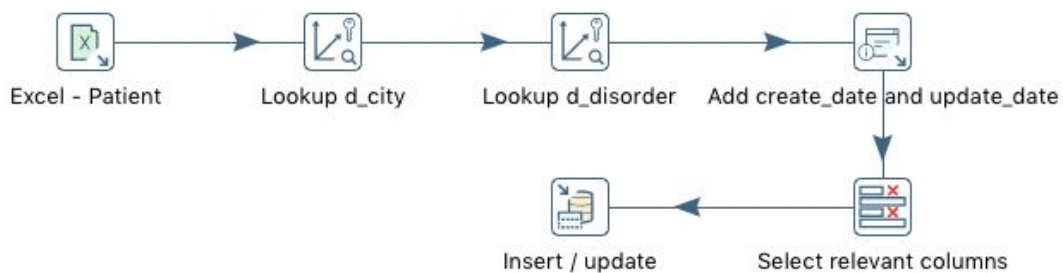 Excel - Patient
Lookup d_city
Lookup d_disorder
Add create_date and update_date
Insert / update
Select relevant columns